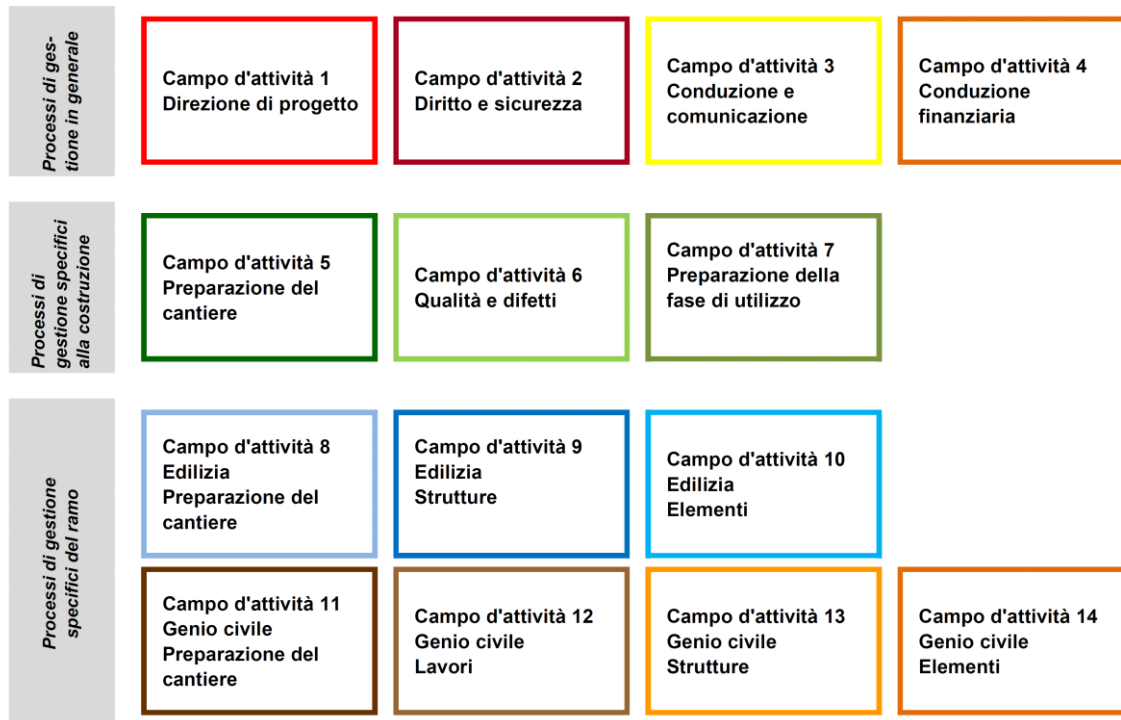 Processi di ges-
tione in generale
Campo d'attività 1
Direzione di progetto
Campo d'attività 2
Diritto e sicurezza
Campo d'attività 3
Conduzione e
comunicazione
Campo d'attività 4
Conduzione
finanziaria
Processi di
gestione specifici
alla costruzione
Campo d'attività 5
Preparazione del
cantiere
Campo d'attività 6
Qualità e difetti
Campo d'attività 7
Preparazione della
fase di utilizzo
Processi di gestione
specifici del ramo
Campo d'attività 8
Edilizia
Preparazione del
cantiere
Campo d'attività 9
Edilizia
Strutture
Campo d'attività 10
Edilizia
Elementi
Campo d'attività 11
Genio civile
Preparazione del
cantiere
Campo d'attività 12
Genio civile
Lavori
Campo d'attività 13
Genio civile
Strutture
Campo d'attività 14
Genio civile
Elementi